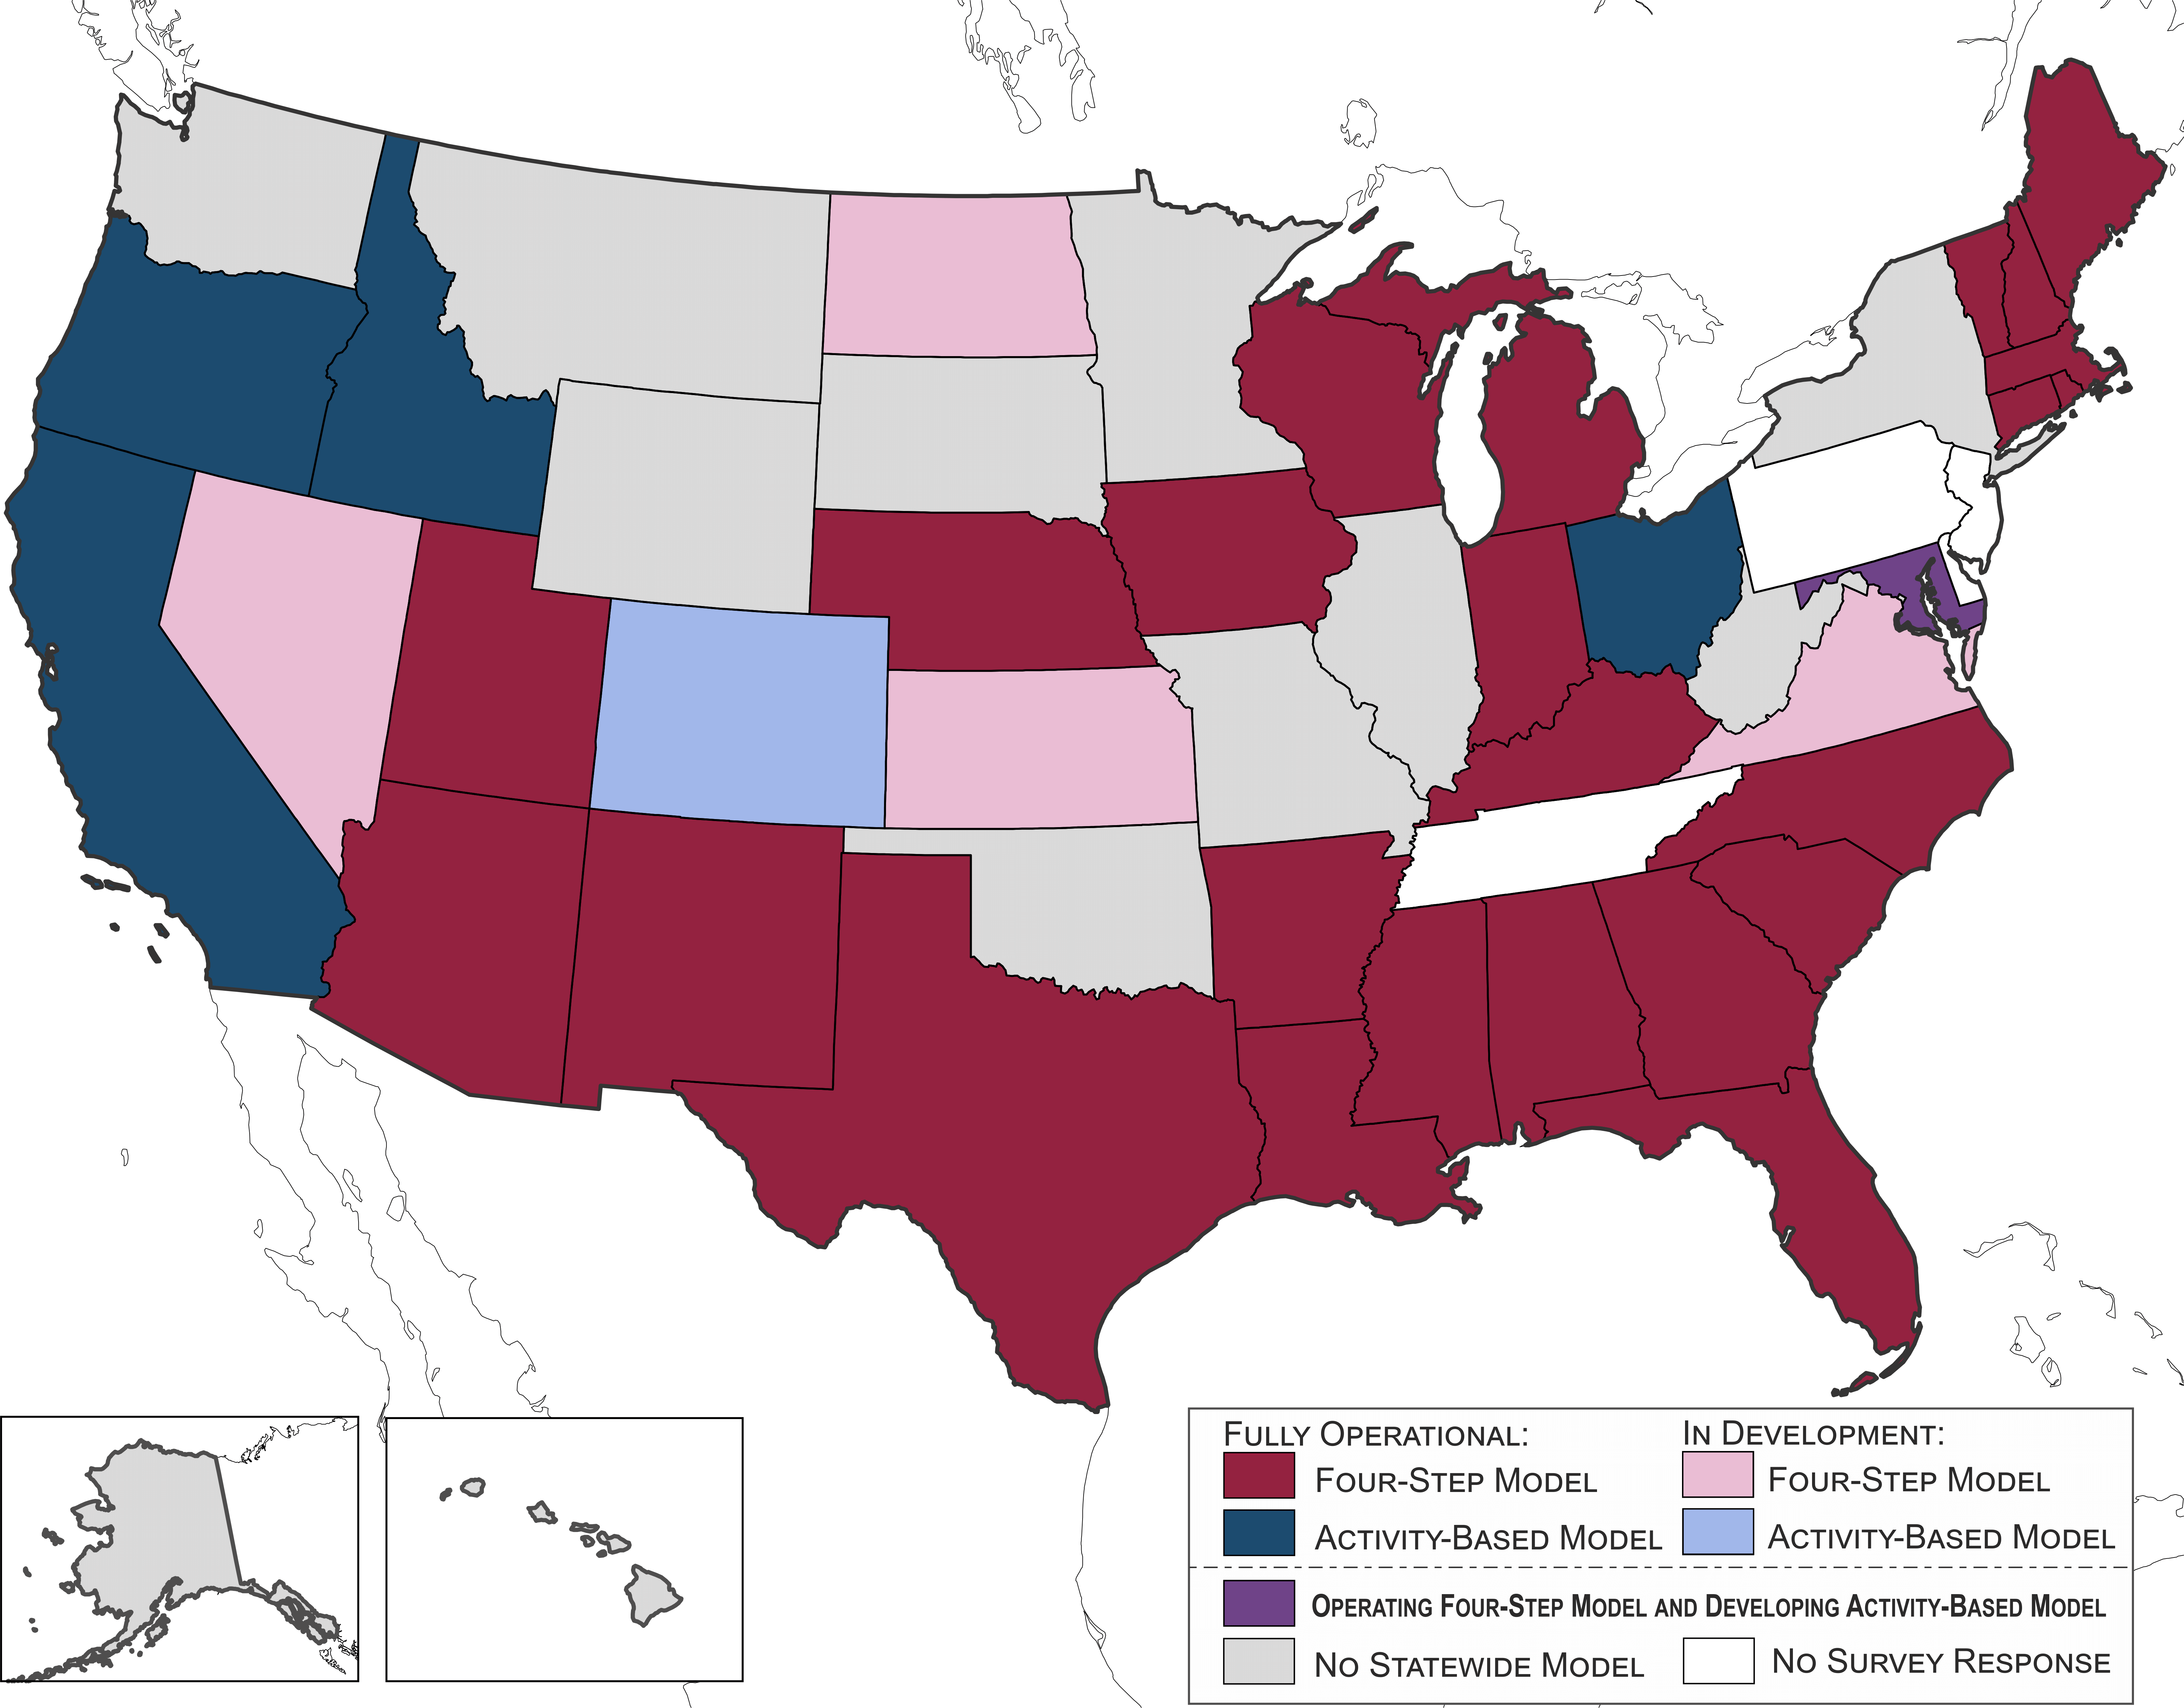 Fully Operational:
In Development:
Four-Step Model
Four-Step Model
Activity-Based Model
Activity-Based Model
Operating Four-Step Model and Developing Activity-Based Model
No Statewide Model
No Survey Response